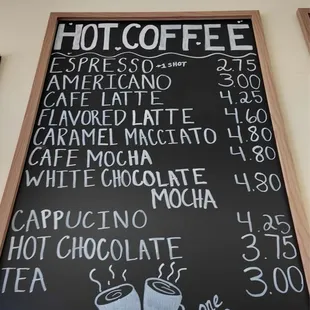 HOT COFFEE
ESPRESSO +1 SHOT 2.75
AMERICANO 3.00
CAFE LATTE 4.25
FLAVORED LATTE 4.60
CARAMEL MACCIATO 4.80
CAFE MOCHA 4.80
WHITE CHOCOLATE MOCHA 4.80
CAPPUCINO 4.25
HOT CHOCOLATE 3.75
TEA 3.00
one